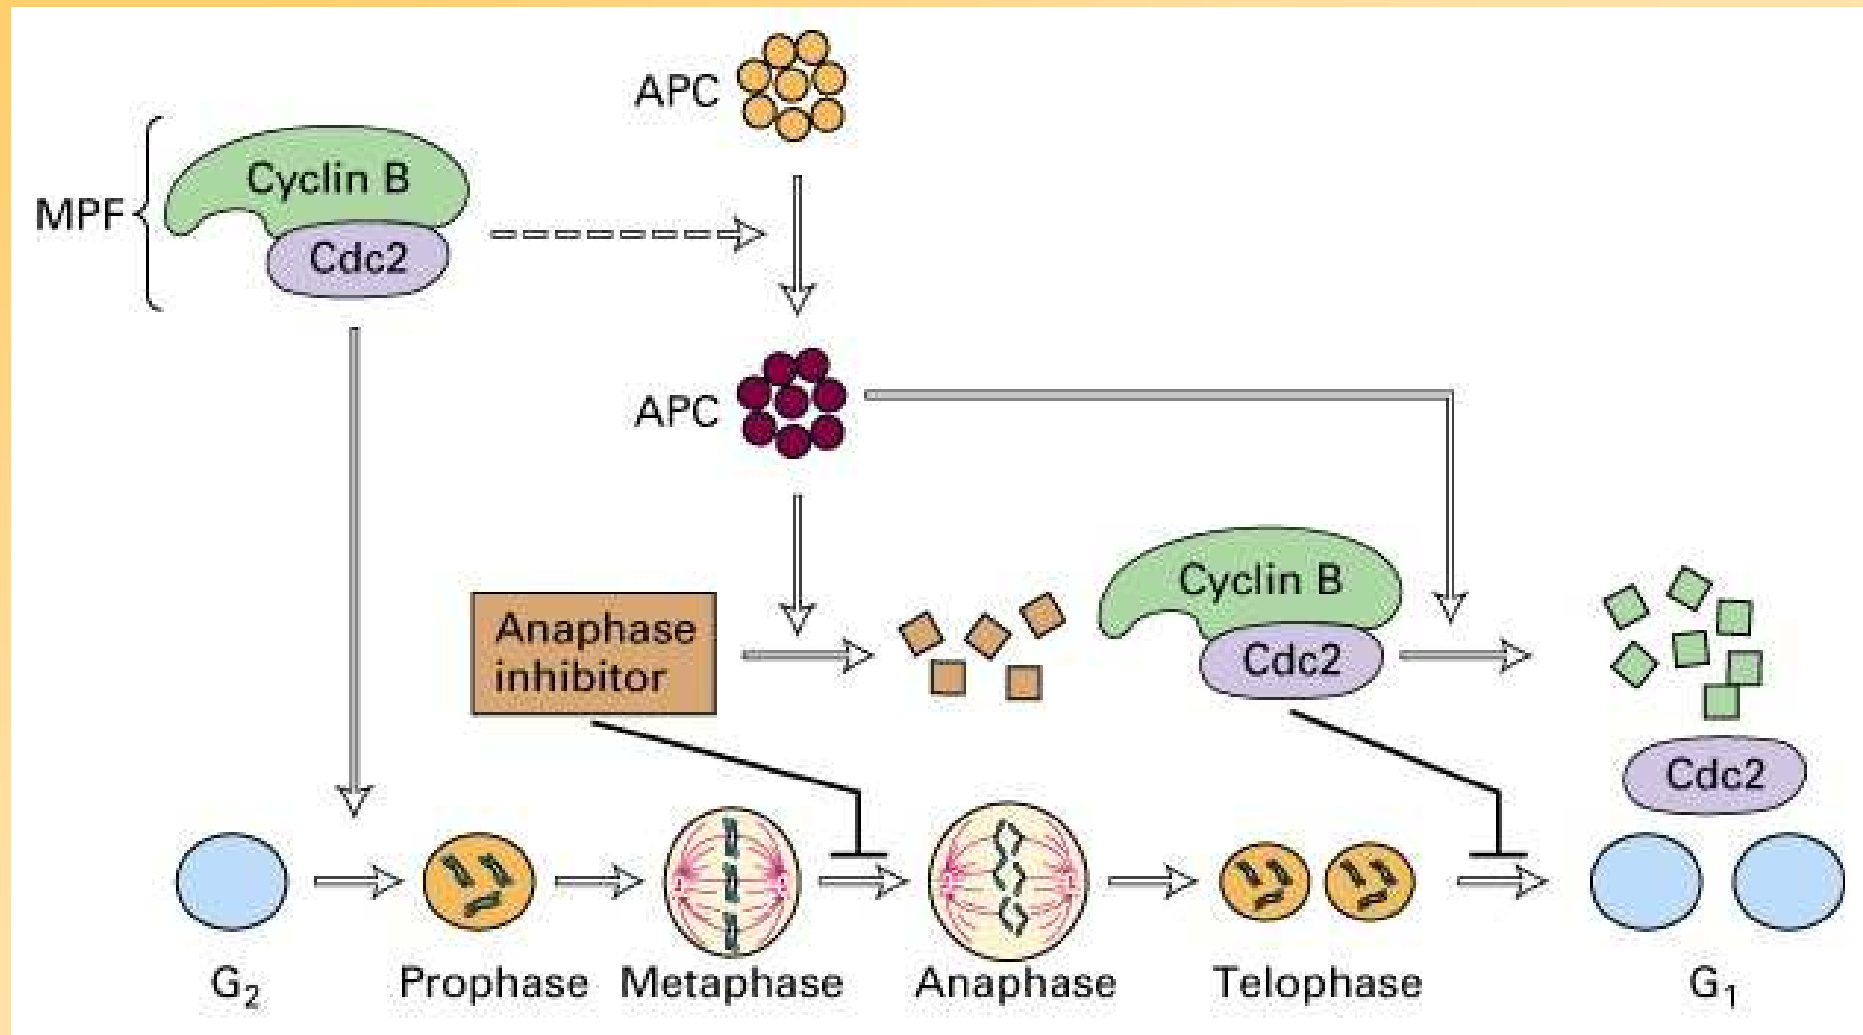 APC
Cyclin B
MPF
Cdc2
APC
Cyclin B
Anaphase
inhibitor
Cdc2
Cdc2
G₂
Prophase
Metaphase
Anaphase
Telophase
G₁